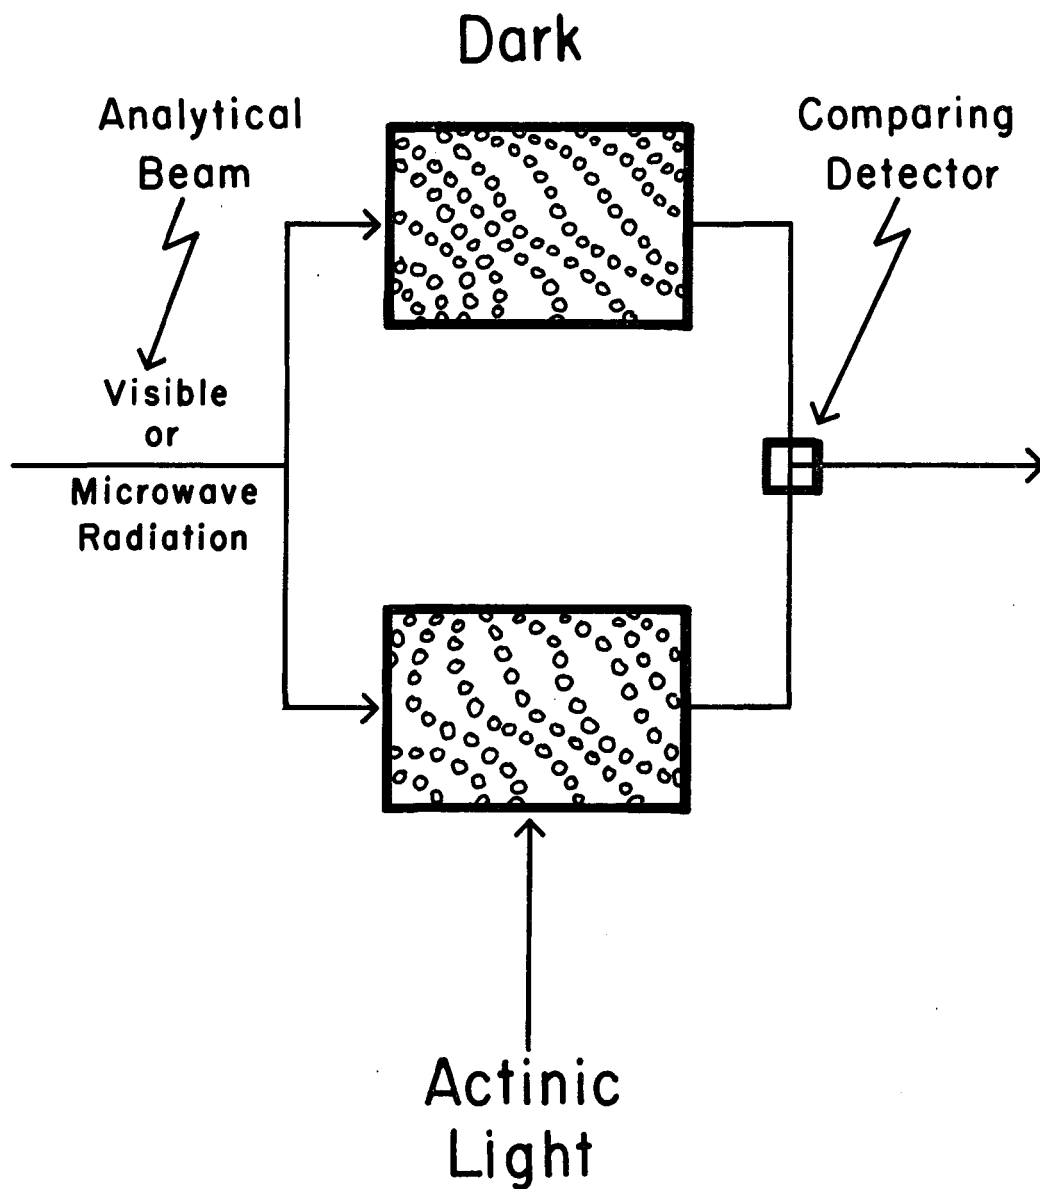 Dark
Analytical
Beam
Comparing
Detector
Visible
or
Microwave
Radiation
Actinic
Light